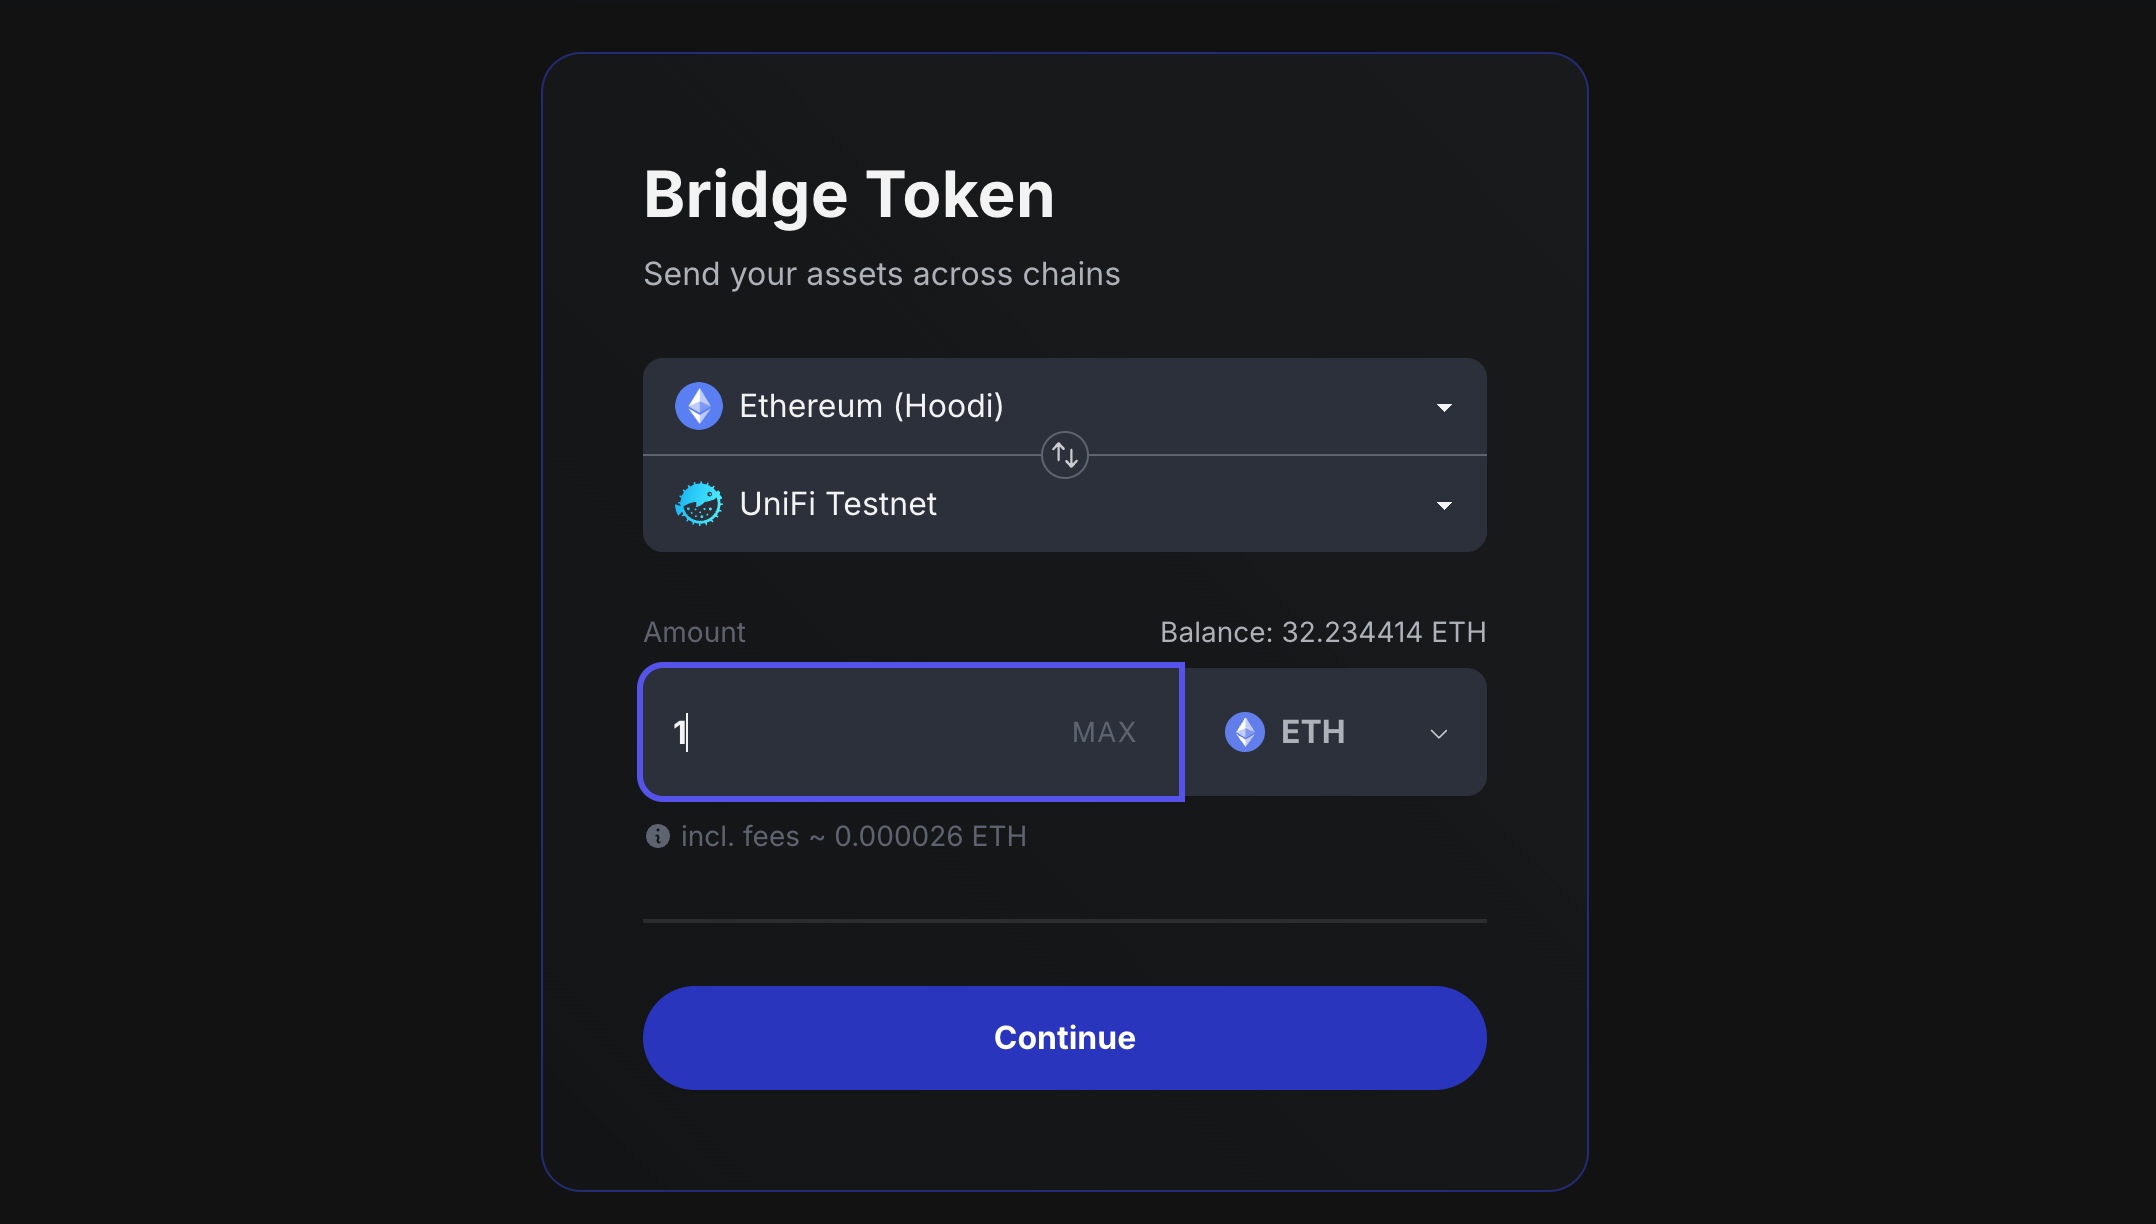 Bridge Token
Send your assets across chains
Ethereum (Hoodi)
UniFi Testnet
Amount
Balance: 32.234414 ETH
1
MAX
ETH
incl. fees ~ 0.000026 ETH
Continue